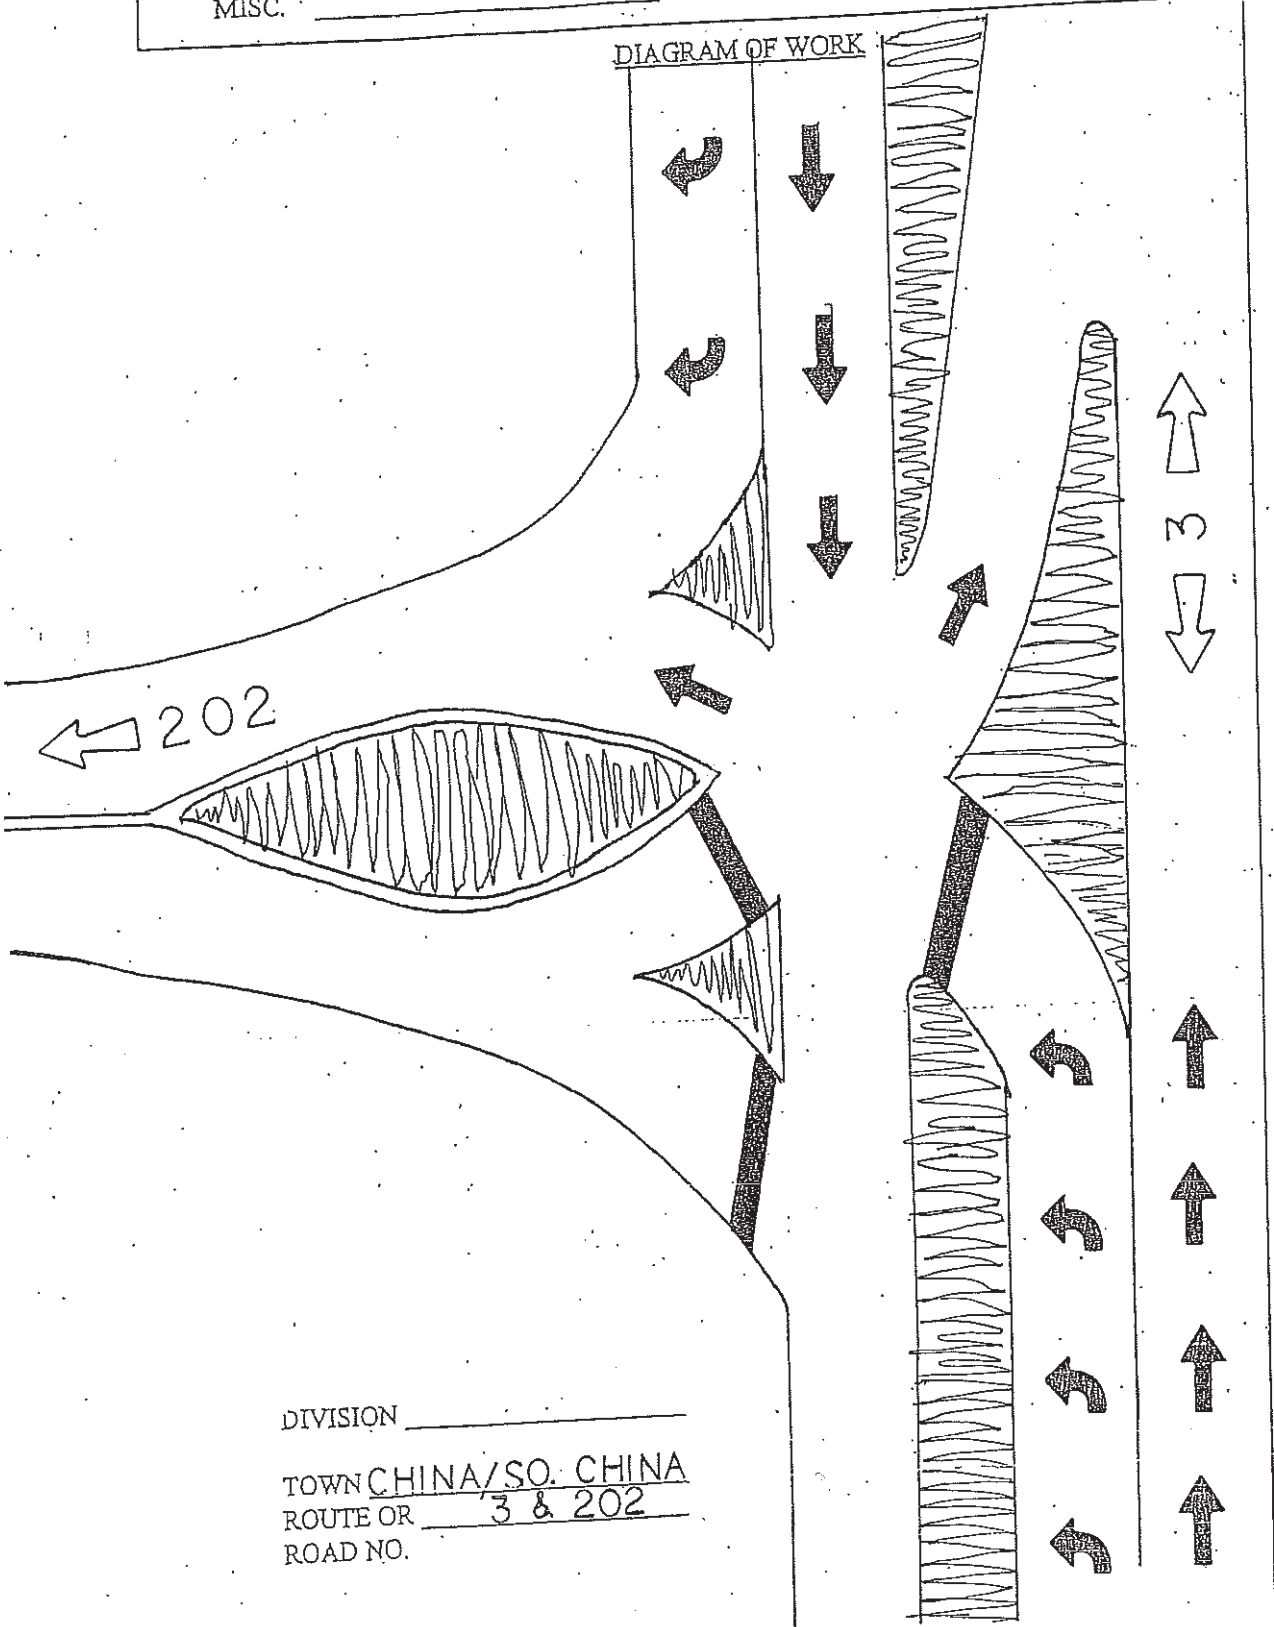 MISC.
DIAGRAM OF WORK
202
3
DIVISION
TOWN CHINA/SO. CHINA
ROUTE OR 3 & 202
ROAD NO.